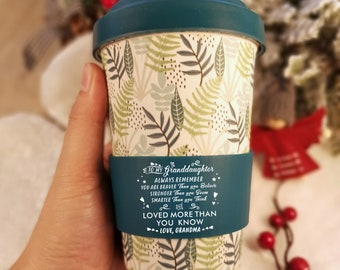 TO MY Granddaughter
ALWAYS REMEMBER
YOU ARE BRAVER Than you Believe
STRONGER Than you Seem
SMARTER Than you Think
LOVED MORE THAN
YOU KNOW
LOVE, GRANDMA